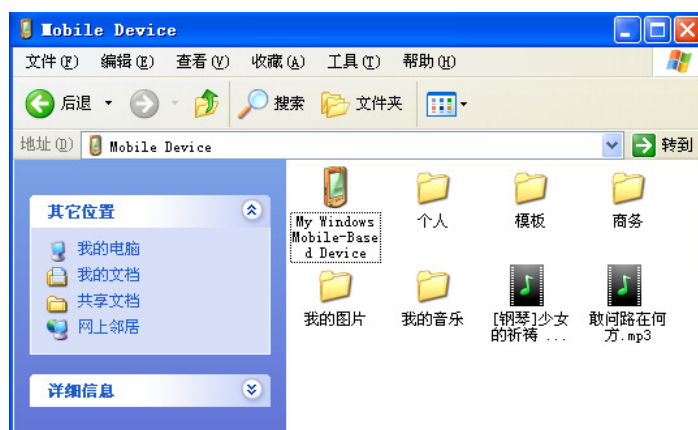 Mobile Device
文件(F) 编辑(E) 查看(V) 收藏(A) 工具(T) 帮助(H)
后退 搜索 文件夹
地址(D) Mobile Device 转到
其它位置
我的电脑
我的文档
共享文档
网上邻居
详细信息
My Windows
Mobile-Base
d Device
个人
模板
商务
我的图片
我的音乐
[钢琴]少女
的祈祷 ...
敢问路在何
方.mp3